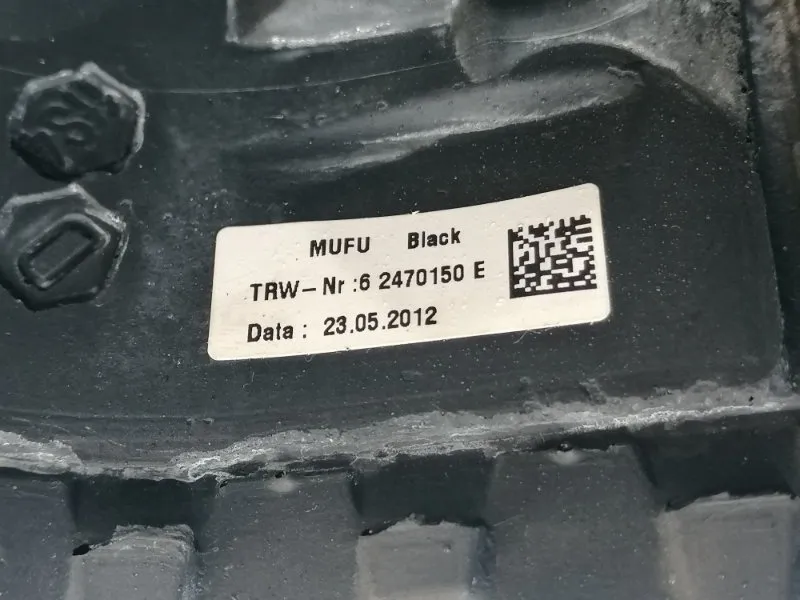 MUFU Black
TRW-Nr :6 2470150 E
Data : 23.05.2012